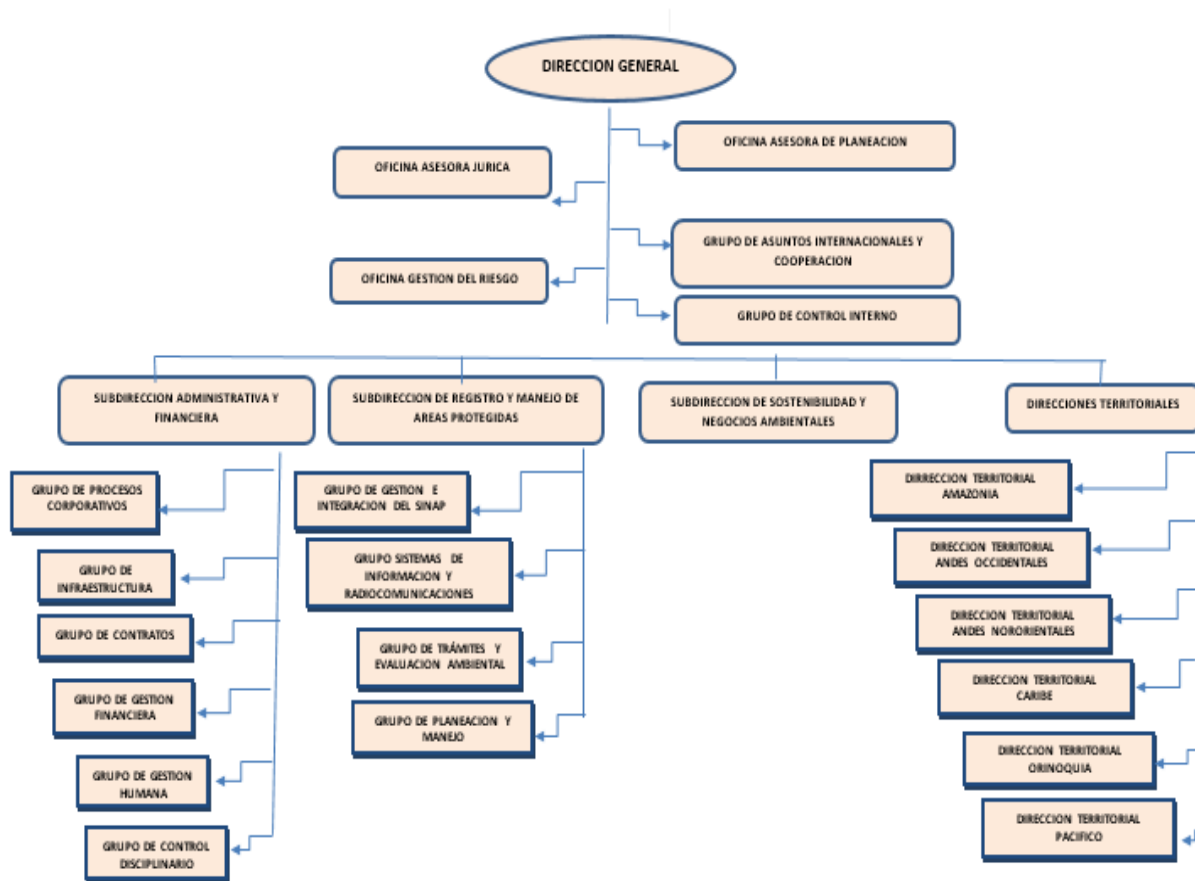 DIRECCION GENERAL
OFICINA ASESORA DE PLANEACION
OFICINA ASESORA JURICA
GRUPO DE ASUNTOS INTERNACIONALES Y
COOPERACION
OFICINA GESTION DEL RIESGO
GRUPO DE CONTROL INTERNO
SUBDIRECCION ADMINISTRATIVA Y
FINANCIERA
SUBDIRECCION DE REGISTRO Y MANEJO DE
AREAS PROTEGIDAS
SUBDIRECCION DE SOSTENIBILIDAD Y
NEGOCIOS AMBIENTALES
DIRECCIONES TERRITORIALES
GRUPO DE PROCESOS
CORPORATIVOS
GRUPO DE
INFRAESTRUCTURA
GRUPO DE CONTRATOS
GRUPO DE GESTION
FINANCIERA
GRUPO DE GESTION
HUMANA
GRUPO DE CONTROL
DISCIPLINARIO
GRUPO DE GESTION E
INTEGRACION DEL SINAP
GRUPO SISTEMAS DE
INFORMACION Y
RADIOCOMUNICACIONES
GRUPO DE TRÁMITES Y
EVALUACION AMBIENTAL
GRUPO DE PLANEACION Y
MANEJO
DIRRECCION TERRITORIAL
AMAZONIA
DIRECCION TERRITORIAL
ANDES OCCIDENTALES
DIRECCION TERRITORIAL
ANDES NORORIENTALES
DIRECCION TERRITORIAL
CARIBE
DIRECCION TERRITORIAL
ORINOQUIA
DIRECCION TERRITORIAL
PACIFICO